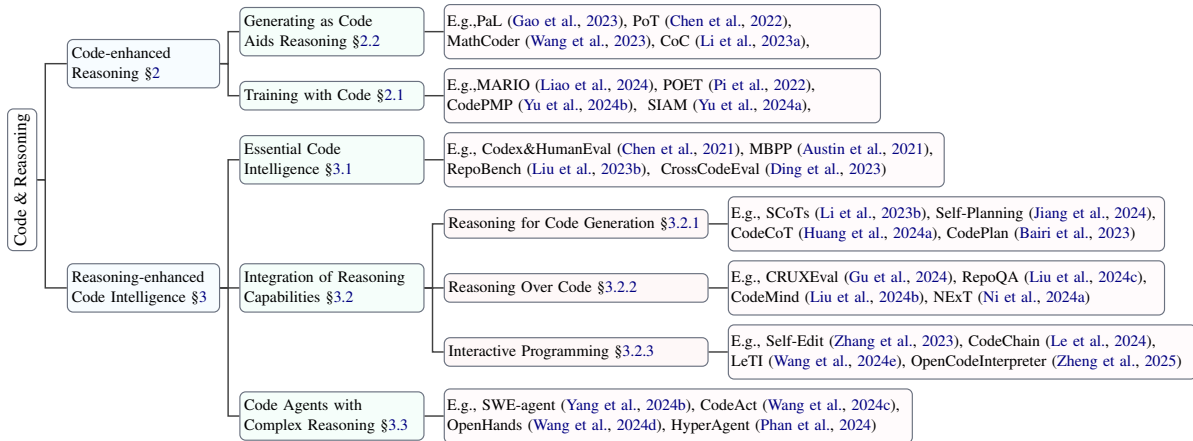 Code & Reasoning
Code-enhanced
Reasoning §2
Generating as Code
Aids Reasoning §2.2
E.g.,PaL (Gao et al., 2023), PoT (Chen et al., 2022),
MathCoder (Wang et al., 2023), CoC (Li et al., 2023a),
Training with Code §2.1
E.g.,MARIO (Liao et al., 2024), POET (Pi et al., 2022),
CodePMP (Yu et al., 2024b), SIAM (Yu et al., 2024a),
Reasoning-enhanced
Code Intelligence §3
Essential Code
Intelligence §3.1
E.g., Codex&HumanEval (Chen et al., 2021), MBPP (Austin et al., 2021),
RepoBench (Liu et al., 2023b), CrossCodeEval (Ding et al., 2023)
Integration of Reasoning
Capabilities §3.2
Reasoning for Code Generation §3.2.1
E.g., SCoTs (Li et al., 2023b), Self-Planning (Jiang et al., 2024),
CodeCoT (Huang et al., 2024a), CodePlan (Bairi et al., 2023)
Reasoning Over Code §3.2.2
E.g., CRUXEval (Gu et al., 2024), RepoQA (Liu et al., 2024c),
CodeMind (Liu et al., 2024b), NExT (Ni et al., 2024a)
Interactive Programming §3.2.3
E.g., Self-Edit (Zhang et al., 2023), CodeChain (Le et al., 2024),
LeTI (Wang et al., 2024e), OpenCodeInterpreter (Zheng et al., 2025)
Code Agents with
Complex Reasoning §3.3
E.g., SWE-agent (Yang et al., 2024b), CodeAct (Wang et al., 2024c),
OpenHands (Wang et al., 2024d), HyperAgent (Phan et al., 2024)